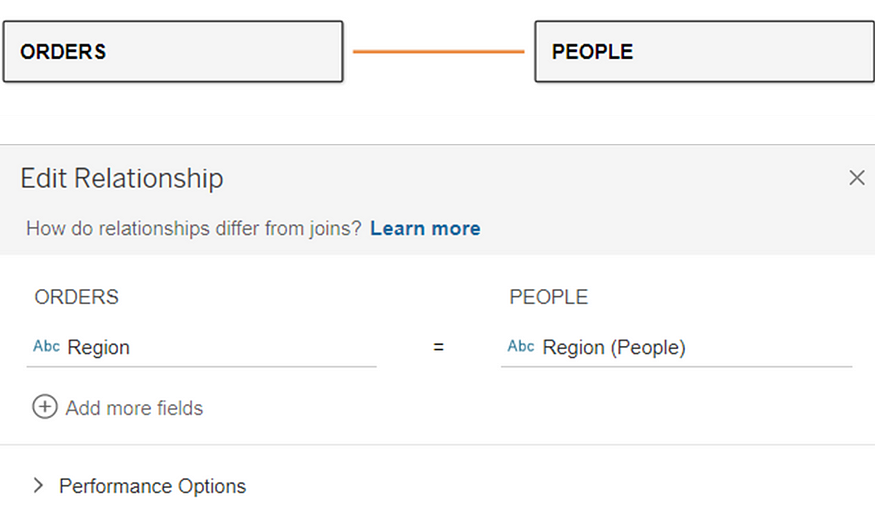 ORDERS PEOPLE
Edit Relationship
How do relationships differ from joins? Learn more
ORDERS PEOPLE
Abc Region = Abc Region (People)
Add more fields
Performance Options